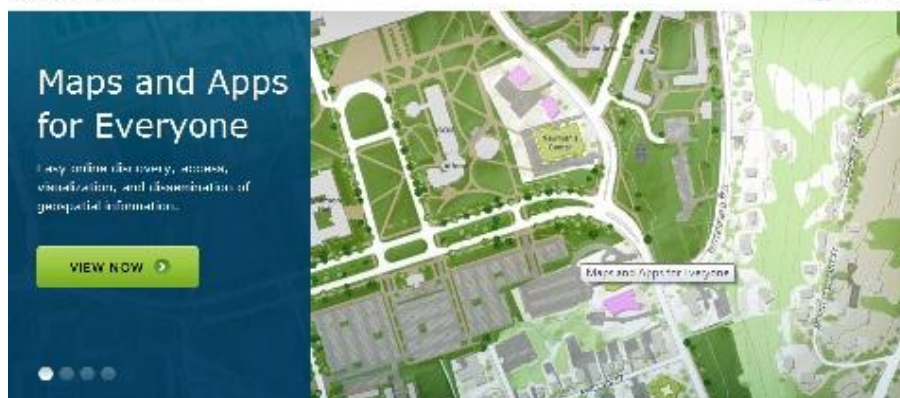 Maps and Apps
for Everyone
Easy online discovery, access,
visualization, and dissemination of
geospatial information.
VIEW NOW
Center
Maps and Apps for Everyone